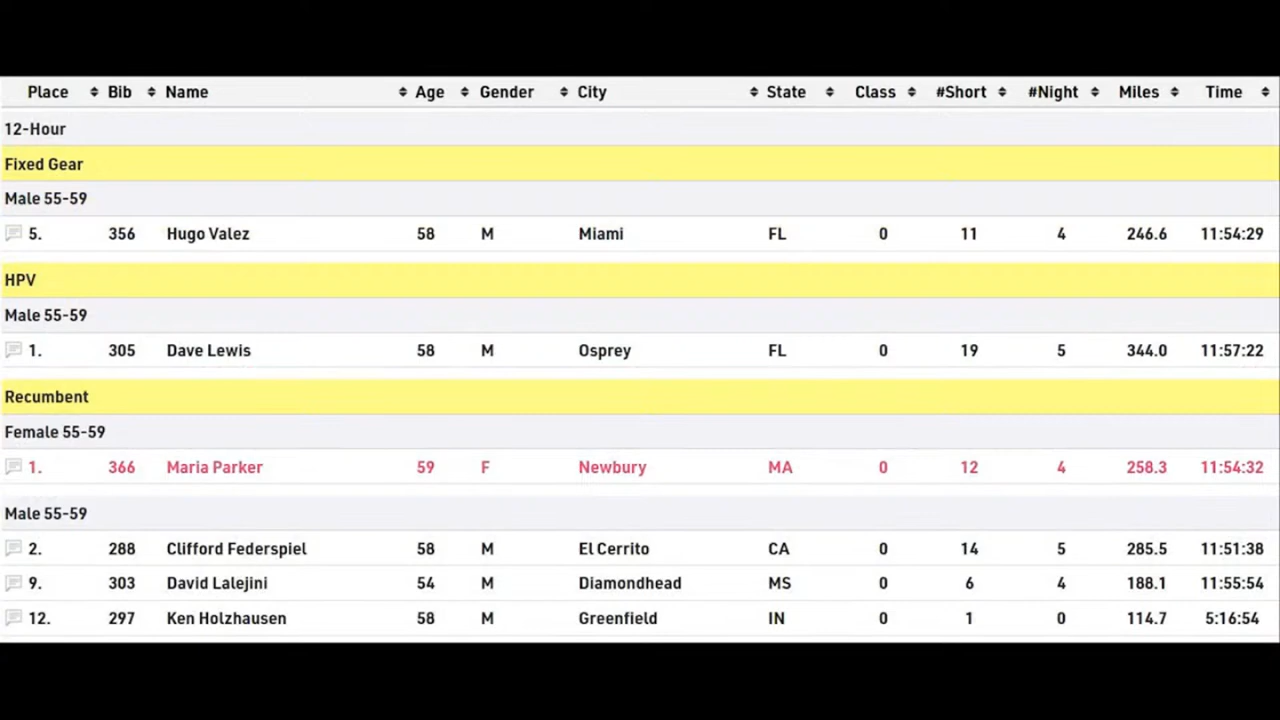 Place Bib Name Age Gender City State Class #Short #Night Miles Time
12-Hour
Fixed Gear
Male 55-59
5. 356 Hugo Valez 58 M Miami FL 0 11 4 246.6 11:54:29
HPV
Male 55-59
1. 305 Dave Lewis 58 M Osprey FL 0 19 5 344.0 11:57:22
Recumbent
Female 55-59
1. 366 Maria Parker 59 F Newbury MA 0 12 4 258.3 11:54:32
Male 55-59
2. 288 Clifford Federspiel 58 M El Cerrito CA 0 14 5 285.5 11:51:38
9. 303 David Lalejini 54 M Diamondhead MS 0 6 4 188.1 11:55:54
12. 297 Ken Holzhausen 58 M Greenfield IN 0 1 0 114.7 5:16:54